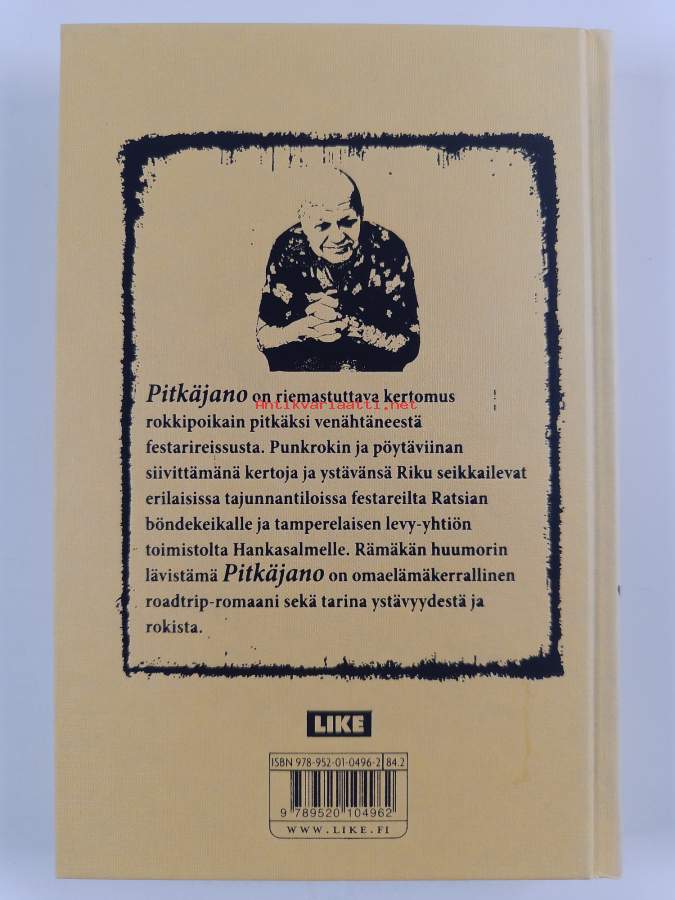 Pitkäjano on riemastuttava kertomus
Antikvariaatti.net
rokkipoikain pitkäksi venähtäneestä
festarireissusta. Punkrokin ja pöytäviinan
siivittämänä kertoja ja ystävänsä Riku seikkailevat
erilaisissa tajunnantiloissa festareilta Ratsian
böndekeikalle ja tamperelaisen levy-yhtiön
toimistolta Hankasalmelle. Rämäkän huumorin
lävistämä Pitkäjano on omaelämäkerrallinen
roadtrip-romaani sekä tarina ystävyydestä ja
rokista.
LIKE
ISBN 978-952-01-0496-2 84.2
9 789520 104962
WWW.LIKE.FI